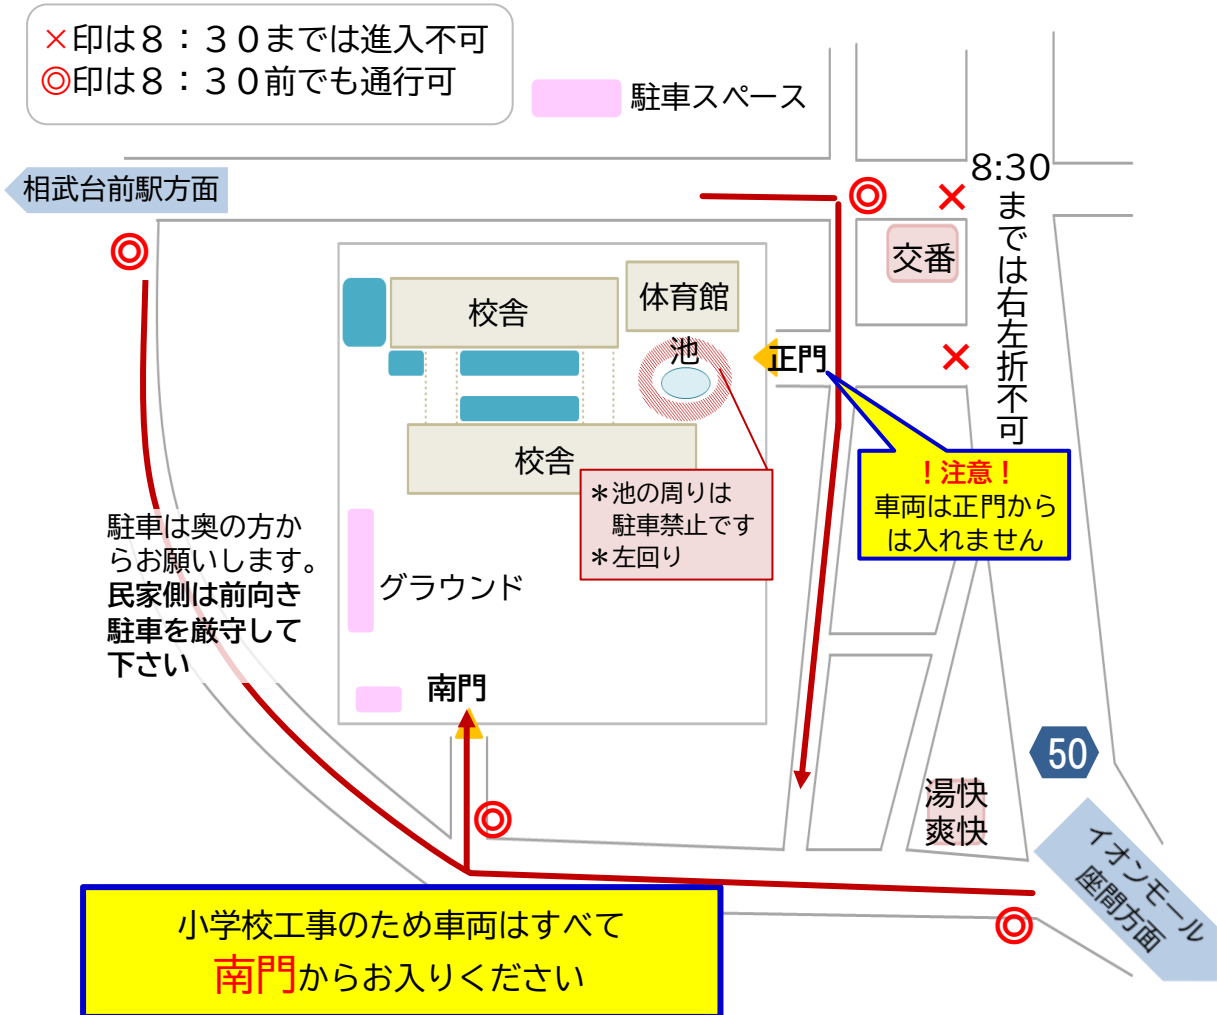 ×印は８：３０までは進入不可
◎印は８：３０前でも通行可
駐車スペース
相武台前駅方面
8:30
までは右左折不可
交番
校舎
体育館
池
正門
校舎
！注意！
車両は正門から
は入れません
＊池の周りは
駐車禁止です
＊左回り
駐車は奥の方か
らお願いします。
民家側は前向き
駐車を厳守して
下さい
グラウンド
南門
50
湯快
爽快
イオンモール
座間方面
小学校工事のため車両はすべて
南門からお入りください